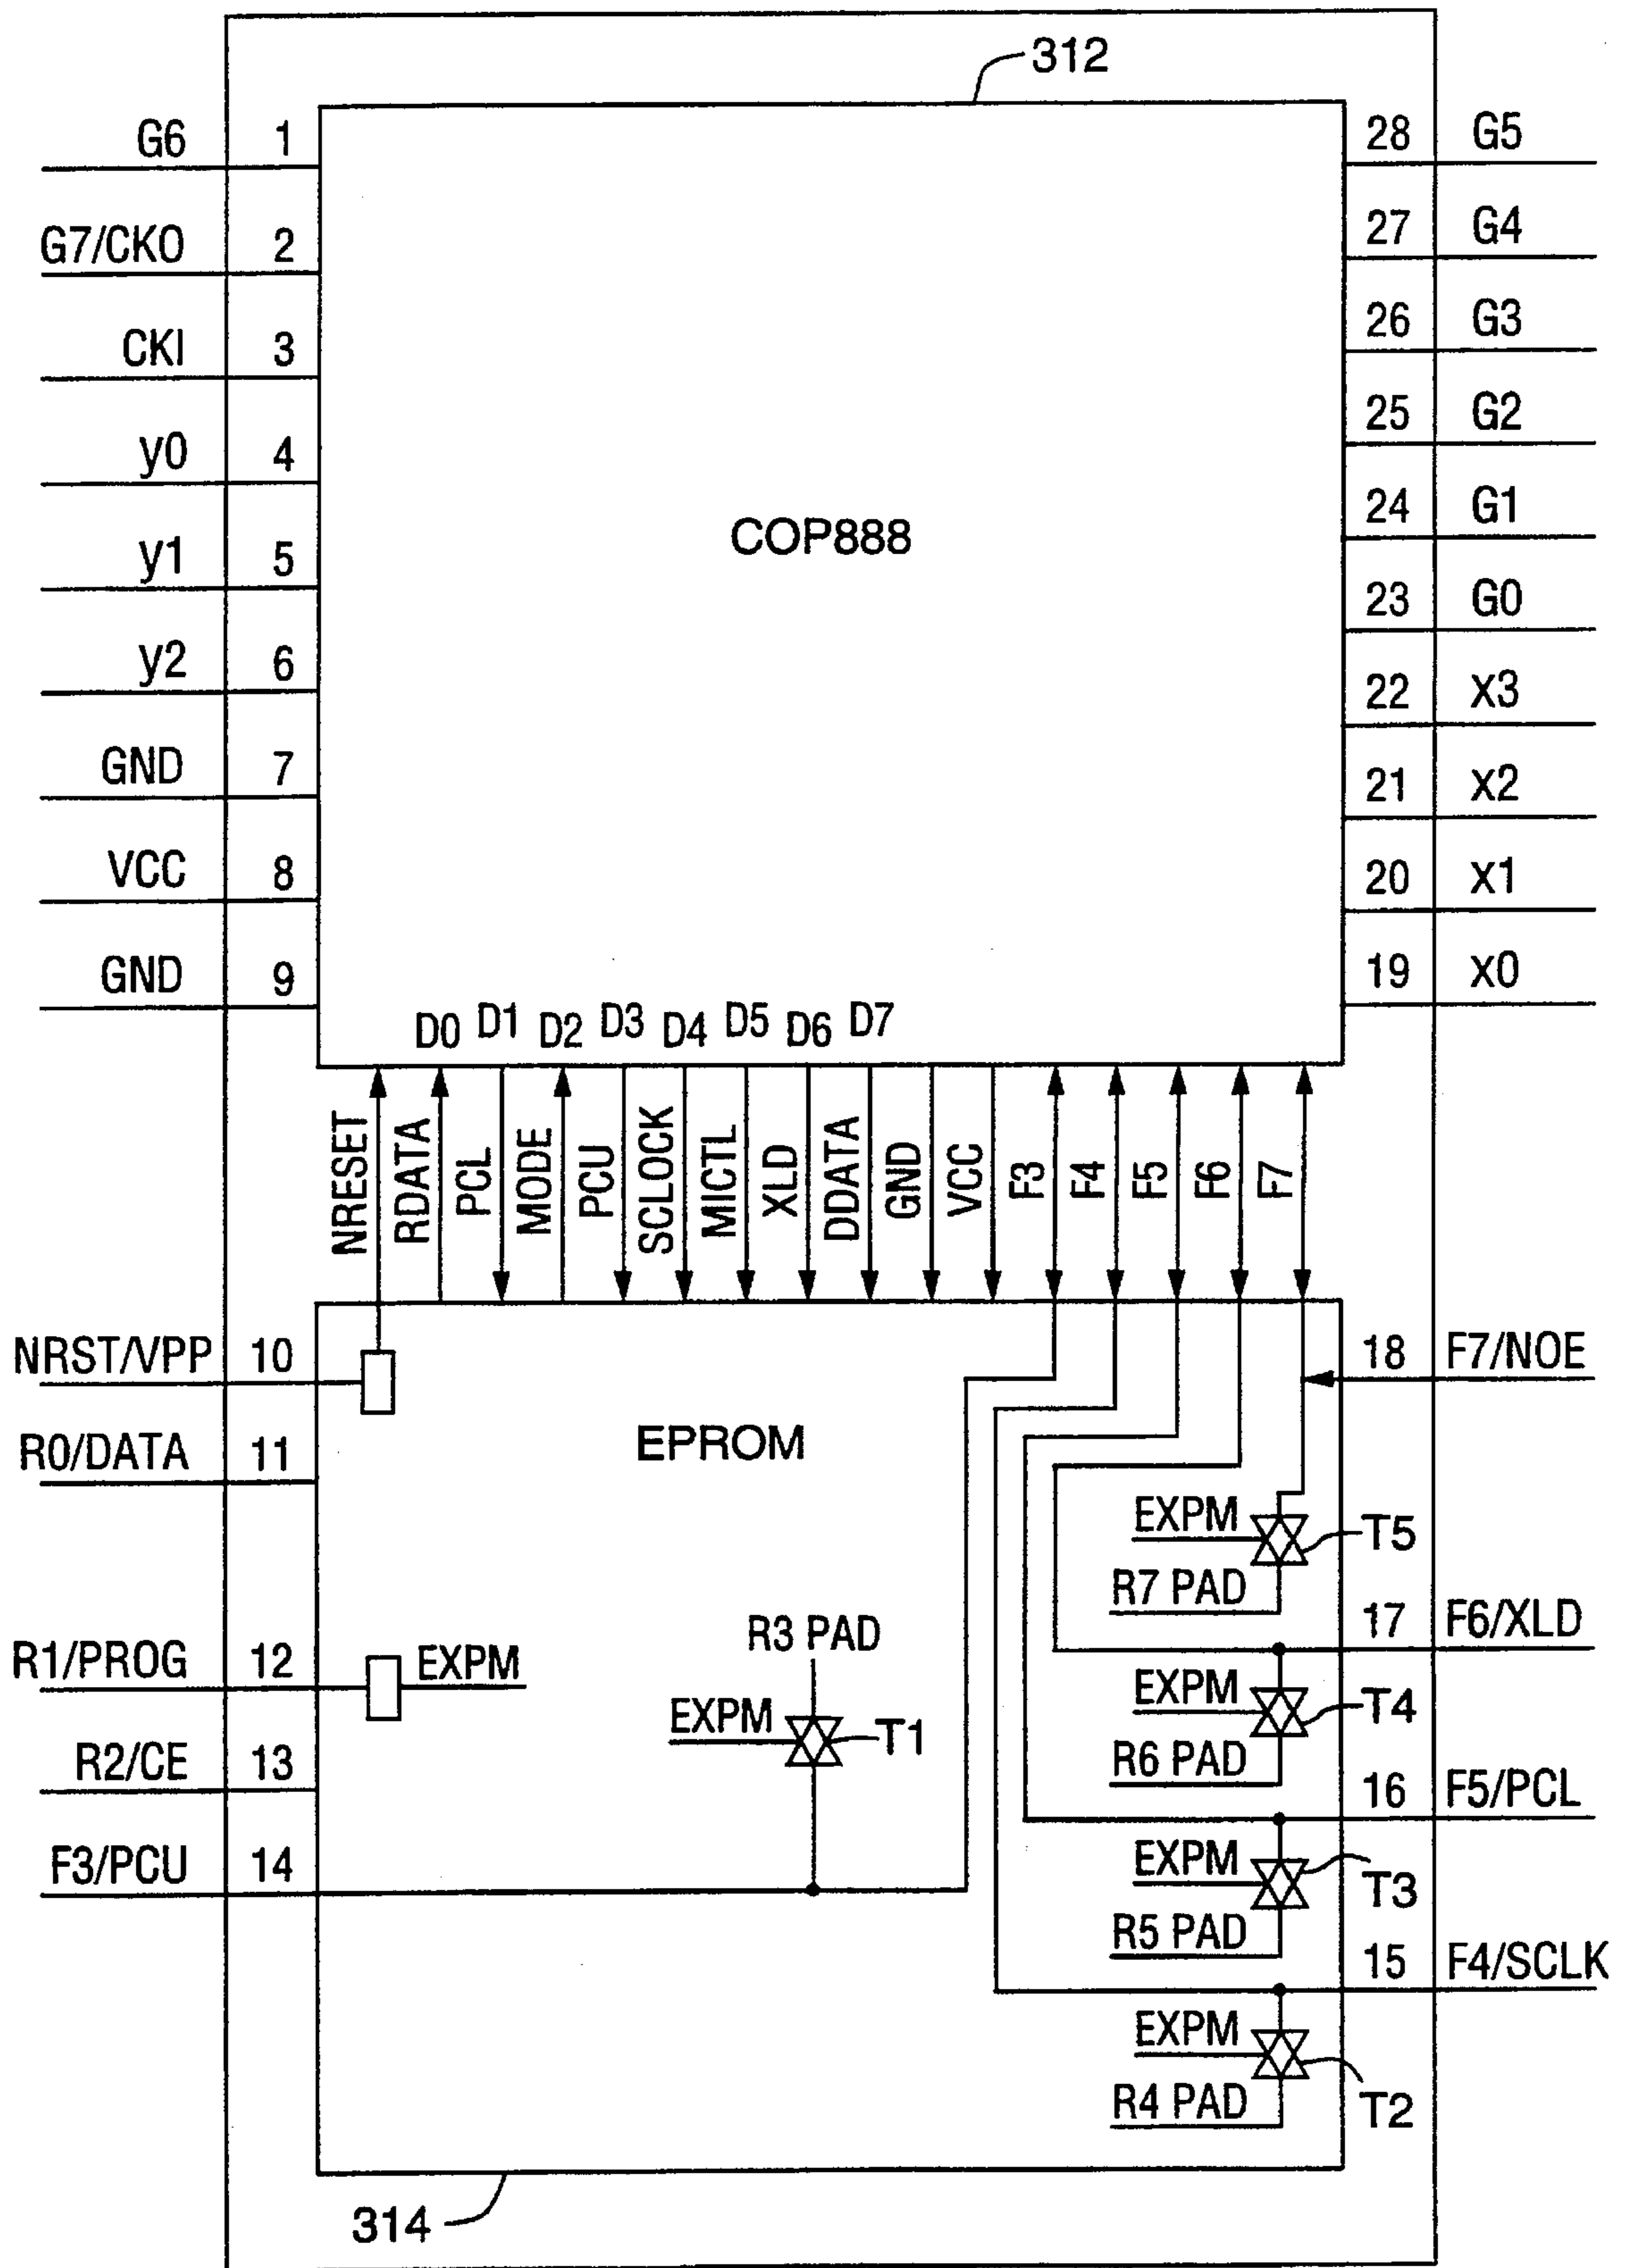 312
G6 1
G7/CKO 2
CKI 3
y0 4
y1 5
y2 6
GND 7
VCC 8
GND 9
28 G5
27 G4
26 G3
25 G2
24 G1
23 G0
22 x3
21 x2
20 x1
19 x0
COP888
D0 D1 D2 D3 D4 D5 D6 D7
NRESET
RDATA
PCL
MODE
PCU
SCLOCK
MICTL
XLD
DDATA
GND
VCC
F3
F4
F5
F6
F7
NRST/VPP 10
R0/DATA 11
R1/PROG 12
EXPM
R2/CE 13
F3/PCU 14
EPROM
R3 PAD
EXPM
T1
18 F7/NOE
EXPM
T5
R7 PAD
17 F6/XLD
EXPM
T4
R6 PAD
16 F5/PCL
EXPM
T3
R5 PAD
15 F4/SCLK
EXPM
T2
R4 PAD
314